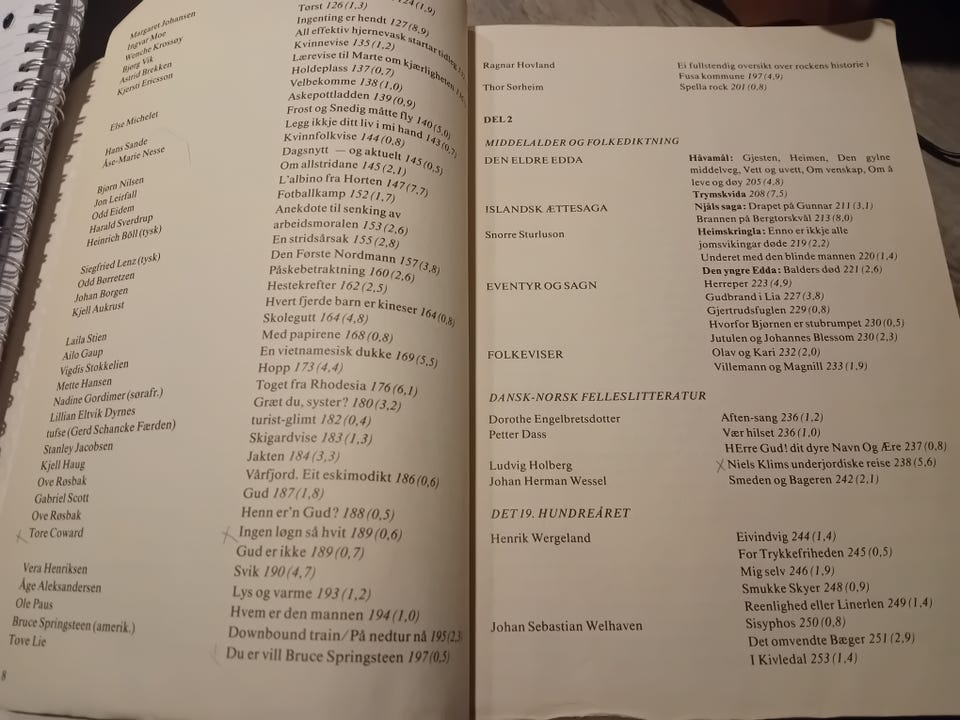 124 (1,9)
Margaret Johansen Tørst 126 (1,3)
Ingvar Moe Ingenting er hendt 127 (8,9)
Wenche Krossøy All effektiv hjernevask startar tidleg
Bjørg Vik Kvinnevise 135 (1,2)
Astrid Brekken Lærevise til Marte om kjærligheten
Kjersti Ericsson Holdeplass 137 (0,7)
Velbekomme 138 (1,0)
Else Michelet Askepottladden 139 (0,9)
Frost og Snedig måtte fly 140 (5,0)
Hans Sande Legg ikkje ditt liv i mi hand 143 (0,7)
Åse-Marie Nesse Kvinnfolkvise 144 (0,8)
Dagsnytt — og aktuelt 145 (0,5)
Bjørn Nilsen Om allstridane 145 (2,1)
Jon Leirfall L'albino fra Horten 147 (7,7)
Odd Eidem Fotballkamp 152 (1,7)
Harald Sverdrup Anekdote til senking av
Heinrich Böll (tysk) arbeidsmoralen 153 (2,6)
En stridsårsak 155 (2,8)
Siegfried Lenz (tysk) Den Første Nordmann 157 (3,8)
Odd Børretzen Påskebetraktning 160 (2,6)
Johan Borgen Hestekrefter 162 (2,5)
Kjell Aukrust Hvert fjerde barn er kineser 164 (0,8)
Skolegutt 164 (4,8)
Laila Stien Med papirene 168 (0,8)
Ailo Gaup En vietnamesisk dukke 169 (5,5)
Vigdis Stokkelien Hopp 173 (4,4)
Mette Hansen Toget fra Rhodesia 176 (6,1)
Nadine Gordimer (sørafr.) Græt du, syster? 180 (3,2)
Lillian Eltvik Dyrnes turist-glimt 182 (0,4)
tufse (Gerd Schancke Færden) Skigardvise 183 (1,3)
Stanley Jacobsen Jakten 184 (3,3)
Kjell Haug Vårfjord. Eit eskimodikt 186 (0,6)
Ove Røsbak Gud 187 (1,8)
Gabriel Scott Henn er'n Gud? 188 (0,5)
Ove Røsbak Ingen løgn så hvit 189 (0,6)
Tore Coward Gud er ikke 189 (0,7)
Svik 190 (4,7)
Vera Henriksen Lys og varme 193 (1,2)
Åge Aleksandersen Hvem er den mannen 194 (1,0)
Ole Paus Downbound train/På nedtur nå 195 (2,3)
Bruce Springsteen (amerik.) Du er vill Bruce Springsteen 197 (0,5)
Tove Lie
8
Ragnar Hovland Ei fullstendig oversikt over rockens historie i
Fusa kommune 197 (4,9)
Thor Sørheim Spella rock 201 (0,8)
DEL 2
MIDDELALDER OG FOLKEDIKTNING
DEN ELDRE EDDA Håvamål: Gjesten, Heimen, Den gylne
middelveg, Vett og uvett, Om venskap, Om å
leve og døy 205 (4,8)
Trymskvida 208 (7,5)
ISLANDSK ÆTTESAGA Njåls saga: Drapet på Gunnar 211 (3,1)
Brannen på Bergtorskvål 213 (8,0)
Snorre Sturluson Heimskringla: Enno er ikkje alle
jomsvikingar døde 219 (2,2)
Underet med den blinde mannen 220 (1,4)
Den yngre Edda: Balders død 221 (2,6)
EVENTYR OG SAGN Herreper 223 (4,9)
Gudbrand i Lia 227 (3,8)
Gjertrudsfuglen 229 (0,8)
Hvorfor Bjørnen er stubrumpet 230 (0,5)
Jutulen og Johannes Blessom 230 (2,3)
FOLKEVISER Olav og Kari 232 (2,0)
Villemann og Magnill 233 (1,9)
DANSK-NORSK FELLESLITTERATUR
Dorothe Engelbretsdotter Aften-sang 236 (1,2)
Petter Dass Vær hilset 236 (1,0)
HErre Gud! dit dyre Navn Og Ære 237 (0,8)
Ludvig Holberg Niels Klims underjordiske reise 238 (5,6)
Johan Herman Wessel Smeden og Bageren 242 (2,1)
DET 19. HUNDREÅRET
Henrik Wergeland Eivindvig 244 (1,4)
For Trykkefriheden 245 (0,5)
Mig selv 246 (1,9)
Smukke Skyer 248 (0,9)
Reenlighed eller Linerlen 249 (1,4)
Johan Sebastian Welhaven Sisyphos 250 (0,8)
Det omvendte Bæger 251 (2,9)
I Kivledal 253 (1,4)